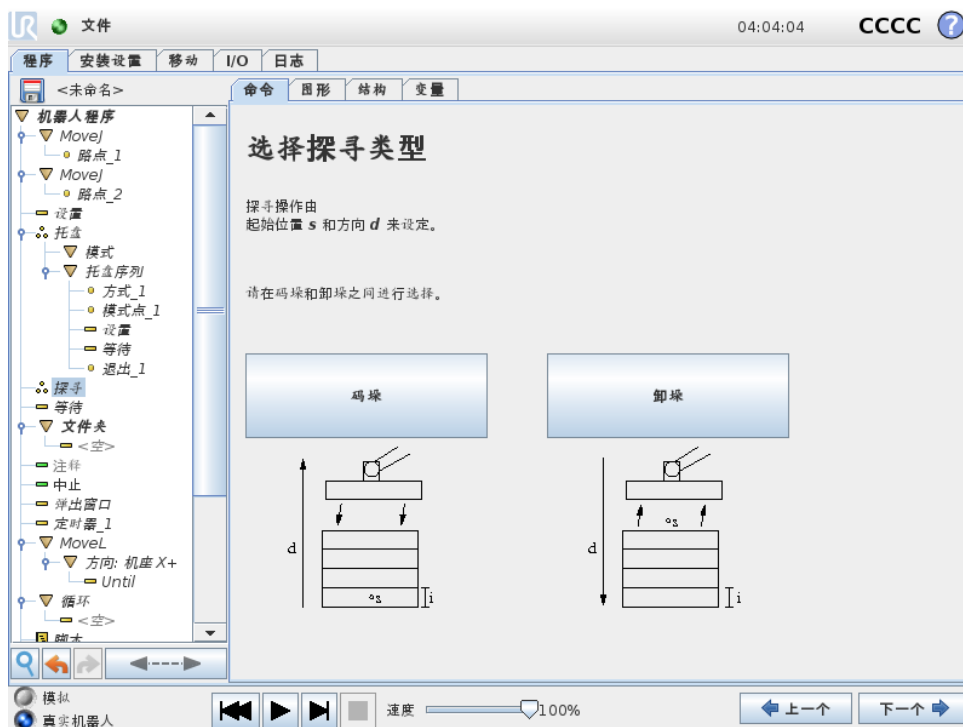 UR 文件 04:04:04 CCCC ?
程序 安装设置 移动 I/O 日志
<未命名>
命令 图形 结构 变量
机器人程序
MoveJ
路点_1
MoveJ
路点_2
设置
托盘
模式
托盘序列
方式_1
模式点_1
设置
等待
退出_1
探寻
等待
文件夹
<空>
注释
中止
弹出窗口
定时器_1
MoveL
方向: 机座 X+
Until
循环
<空>
脚本
选择探寻类型
探寻操作由
起始位置 s 和方向 d 来设定。
请在码垛和卸垛之间进行选择。
码垛
卸垛
d
s
i
d
s
i
模拟
真实机器人
速度 100%
上一个
下一个